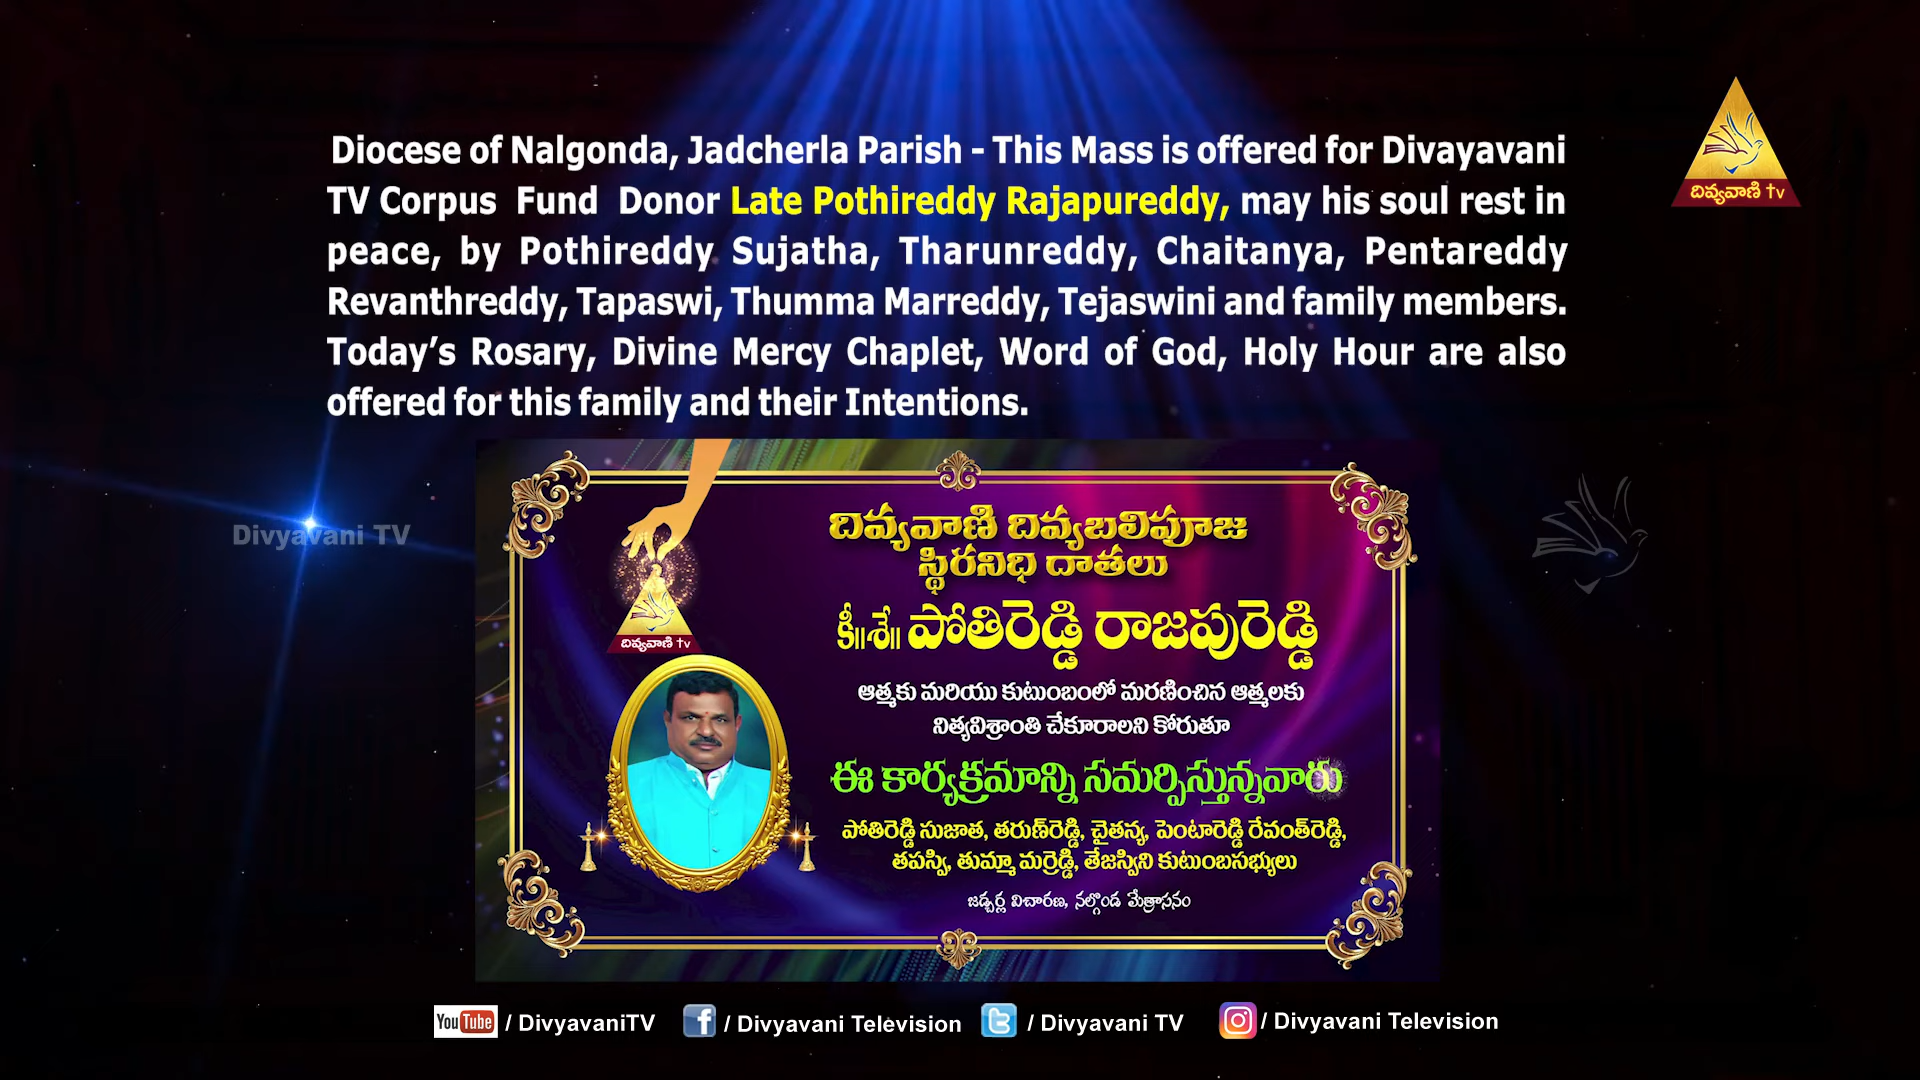 Diocese of Nalgonda, Jadcherla Parish - This Mass is offered for Divayavani
TV Corpus Fund Donor Late Pothireddy Rajapureddy, may his soul rest in
peace, by Pothireddy Sujatha, Tharunreddy, Chaitanya, Pentareddy
Revanthreddy, Tapaswi, Thumma Marreddy, Tejaswini and family members.
Today’s Rosary, Divine Mercy Chaplet, Word of God, Holy Hour are also
offered for this family and their Intentions.
దివ్యవాణి tv
Divyavani TV
దివ్యవాణి దివ్యబలిపూజ
స్థిరనిధి దాతలు
దివ్యవాణి tv
కీ॥శే॥ పోతిరెడ్డి రాజపురెడ్డి
ఆత్మకు మరియు కుటుంబంలో మరణించిన ఆత్మలకు
నిత్యవిశ్రాంతి చేకూరాలని కోరుతూ
ఈ కార్యక్రమాన్ని సమర్పిస్తున్నవారు
పోతిరెడ్డి సుజాత, తరుణ్‌రెడ్డి, చైతన్య, పెంటారెడ్డి రేవంత్‌రెడ్డి,
తపస్వి, తుమ్మా మర్రెడ్డి, తేజస్విని కుటుంబసభ్యులు
జడ్చర్ల విచారణ, నల్గొండ మేత్రాసనం
YouTube / DivyavaniTV f / Divyavani Television / Divyavani TV / Divyavani Television